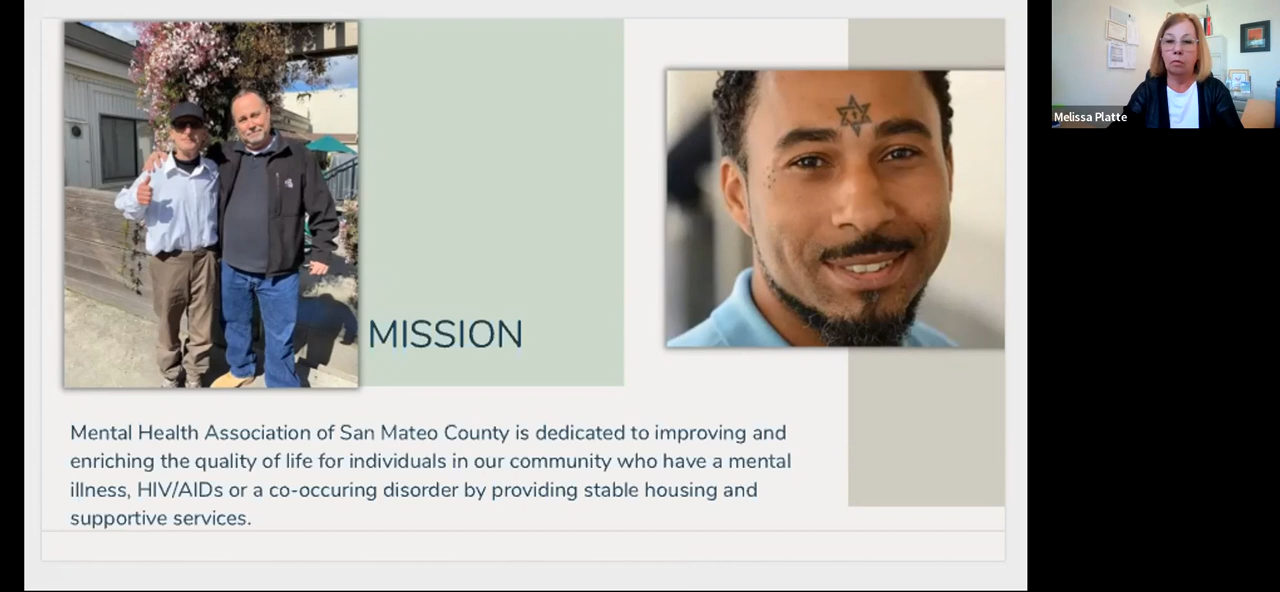 MISSION
Mental Health Association of San Mateo County is dedicated to improving and
enriching the quality of life for individuals in our community who have a mental
illness, HIV/AIDs or a co-occuring disorder by providing stable housing and
supportive services.
Melissa Platte